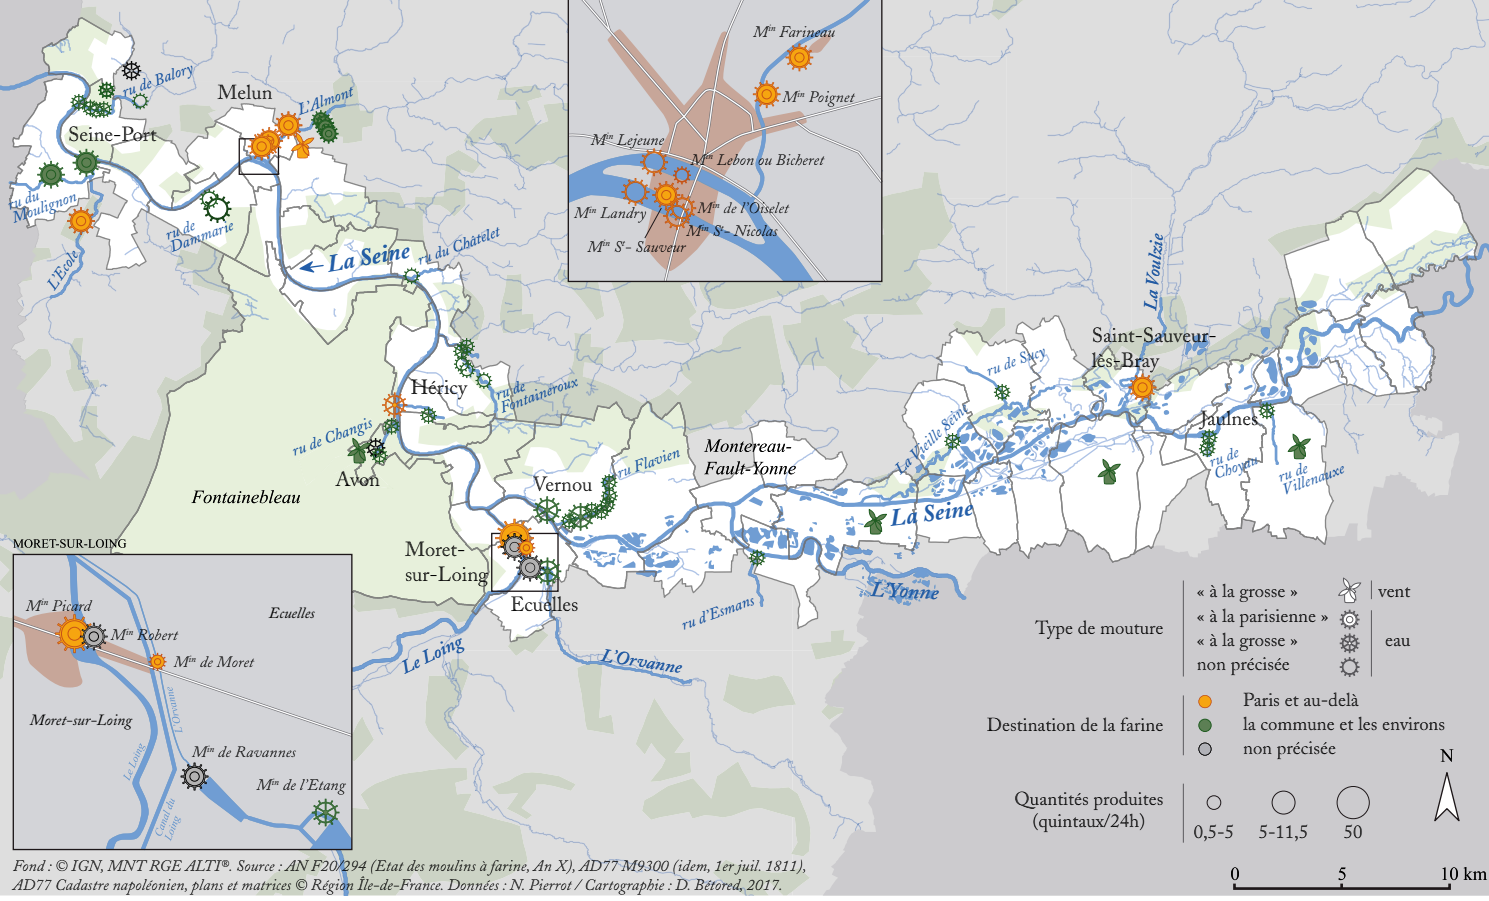 Mⁱⁿ Farineau
Mⁱⁿ Poignet
Mⁱⁿ Lejeune
Mⁱⁿ Lebon ou Bicheret
Mⁱⁿ Landry
Mⁱⁿ de l'Oiselet
Mⁱⁿ Sᵗ- Nicolas
Mⁱⁿ Sᵗ- Sauveur
ru de Balory
Melun
L'Almont
Seine-Port
ru du
Moulignon
ru de
Dammarie
L'Ecole
La Seine
ru du Châtelet
Héricy
ru de
Fontaineroux
ru de Changis
Avon
Fontainebleau
Vernou
ru Flavien
Montereau-
Fault-Yonne
La Vieille Seine
ru de Sucy
La Voulzie
Saint-Sauveur-
lès-Bray
Jaulnes
ru de
Choyau
ru de
Villenauxe
La Seine
L'Yonne
ru d'Esmans
Moret-
sur-Loing
Ecuelles
Le Loing
L'Orvanne
MORET-SUR-LOING
Mⁱⁿ Picard
Ecuelles
Mⁱⁿ Robert
Mⁱⁿ de Moret
Moret-sur-Loing
L'Orvanne
Le Loing
Mⁱⁿ de Ravannes
Mⁱⁿ de l'Etang
Canal du
Loing
Type de mouture
« à la grosse »
vent
« à la parisienne »
« à la grosse »
eau
non précisée
Destination de la farine
Paris et au-delà
la commune et les environs
non précisée
Quantités produites
(quintaux/24h)
0,5-5 5-11,5 50
N
0 5 10 km
Fond : © IGN, MNT RGE ALTI®. Source : AN F20/294 (Etat des moulins à farine, An X), AD77 M9300 (idem, 1er juil. 1811),
AD77 Cadastre napoléonien, plans et matrices © Région Île-de-France. Données : N. Pierrot / Cartographie : D. Bétored, 2017.